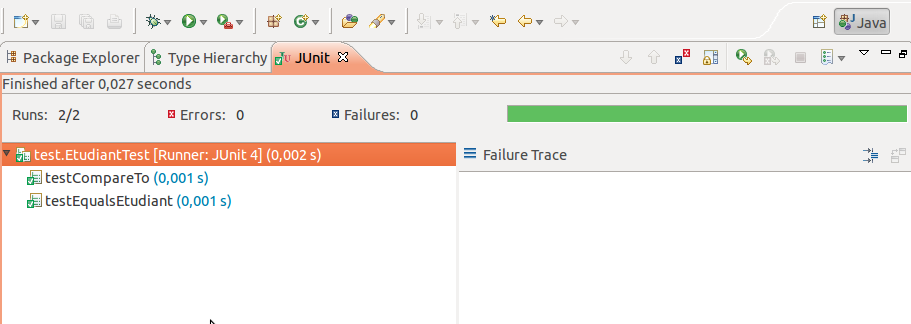 Java
Package Explorer Type Hierarchy JUnit
Finished after 0,027 seconds
Runs: 2/2 Errors: 0 Failures: 0
test.EtudiantTest [Runner: JUnit 4] (0,002 s) Failure Trace
testCompareTo (0,001 s)
testEqualsEtudiant (0,001 s)